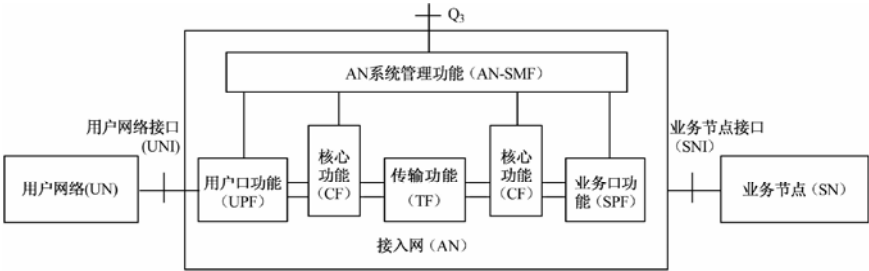 Q3
AN系统管理功能（AN-SMF）
用户网络接口
(UNI)
业务节点接口
（SNI）
用户网络(UN)
用户口功能
（UPF）
核心
功能
（CF）
传输功能
（TF）
核心
功能
（CF）
业务口功
能（SPF）
业务节点（SN）
接入网（AN）